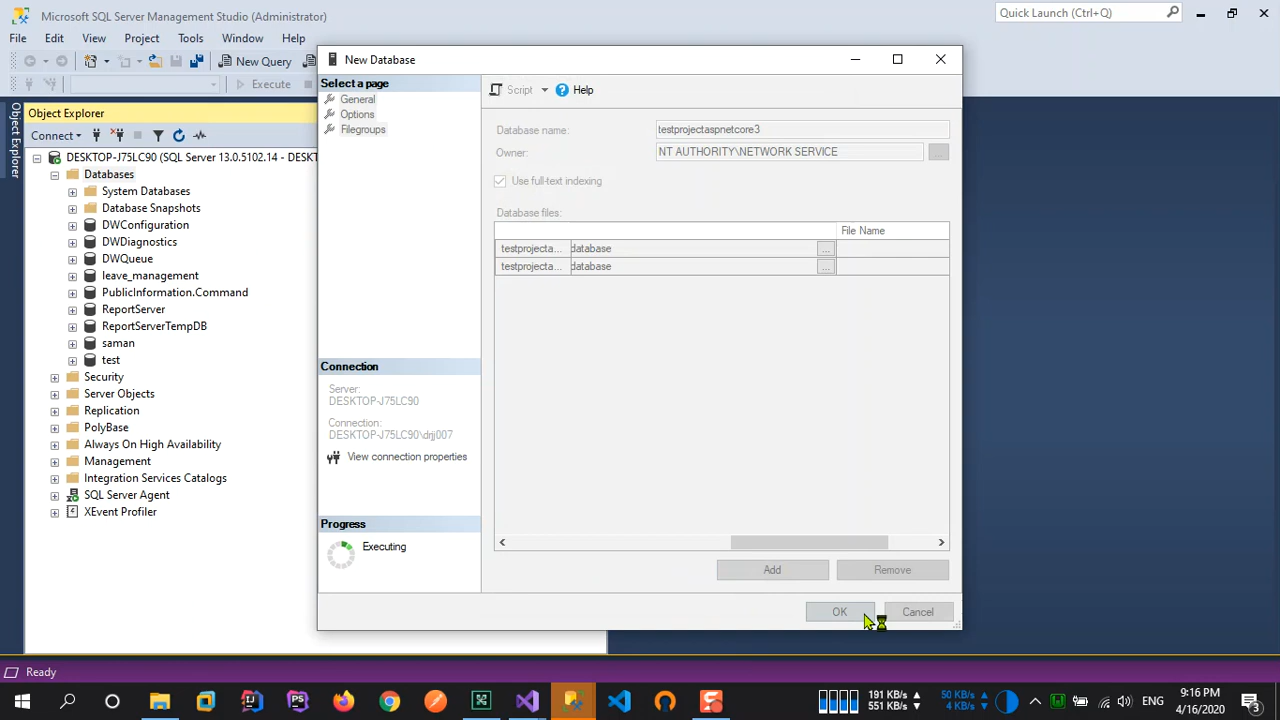 Microsoft SQL Server Management Studio (Administrator)
Quick Launch (Ctrl+Q)
File Edit View Project Tools Window Help
New Query
Execute
Object Explorer
Object Explorer
Connect
DESKTOP-J75LC90 (SQL Server 13.0.5102.14 - DESKT
Databases
System Databases
Database Snapshots
DWConfiguration
DWDiagnostics
DWQueue
leave_management
PublicInformation.Command
ReportServer
ReportServerTempDB
saman
test
Security
Server Objects
Replication
PolyBase
Always On High Availability
Management
Integration Services Catalogs
SQL Server Agent
XEvent Profiler
New Database
Select a page
General
Options
Filegroups
Connection
Server:
DESKTOP-J75LC90
Connection:
DESKTOP-J75LC90\drjj007
View connection properties
Progress
Executing
Script Help
Database name: testprojectaspnetcore3
Owner: NT AUTHORITY\NETWORK SERVICE
...
Use full-text indexing
Database files:
File Name
testprojecta... database ...
testprojecta... database ...
Add Remove
OK Cancel
Ready
191 KB/s
551 KB/s
50 KB/s
4 KB/s
ENG
9:16 PM
4/16/2020
3